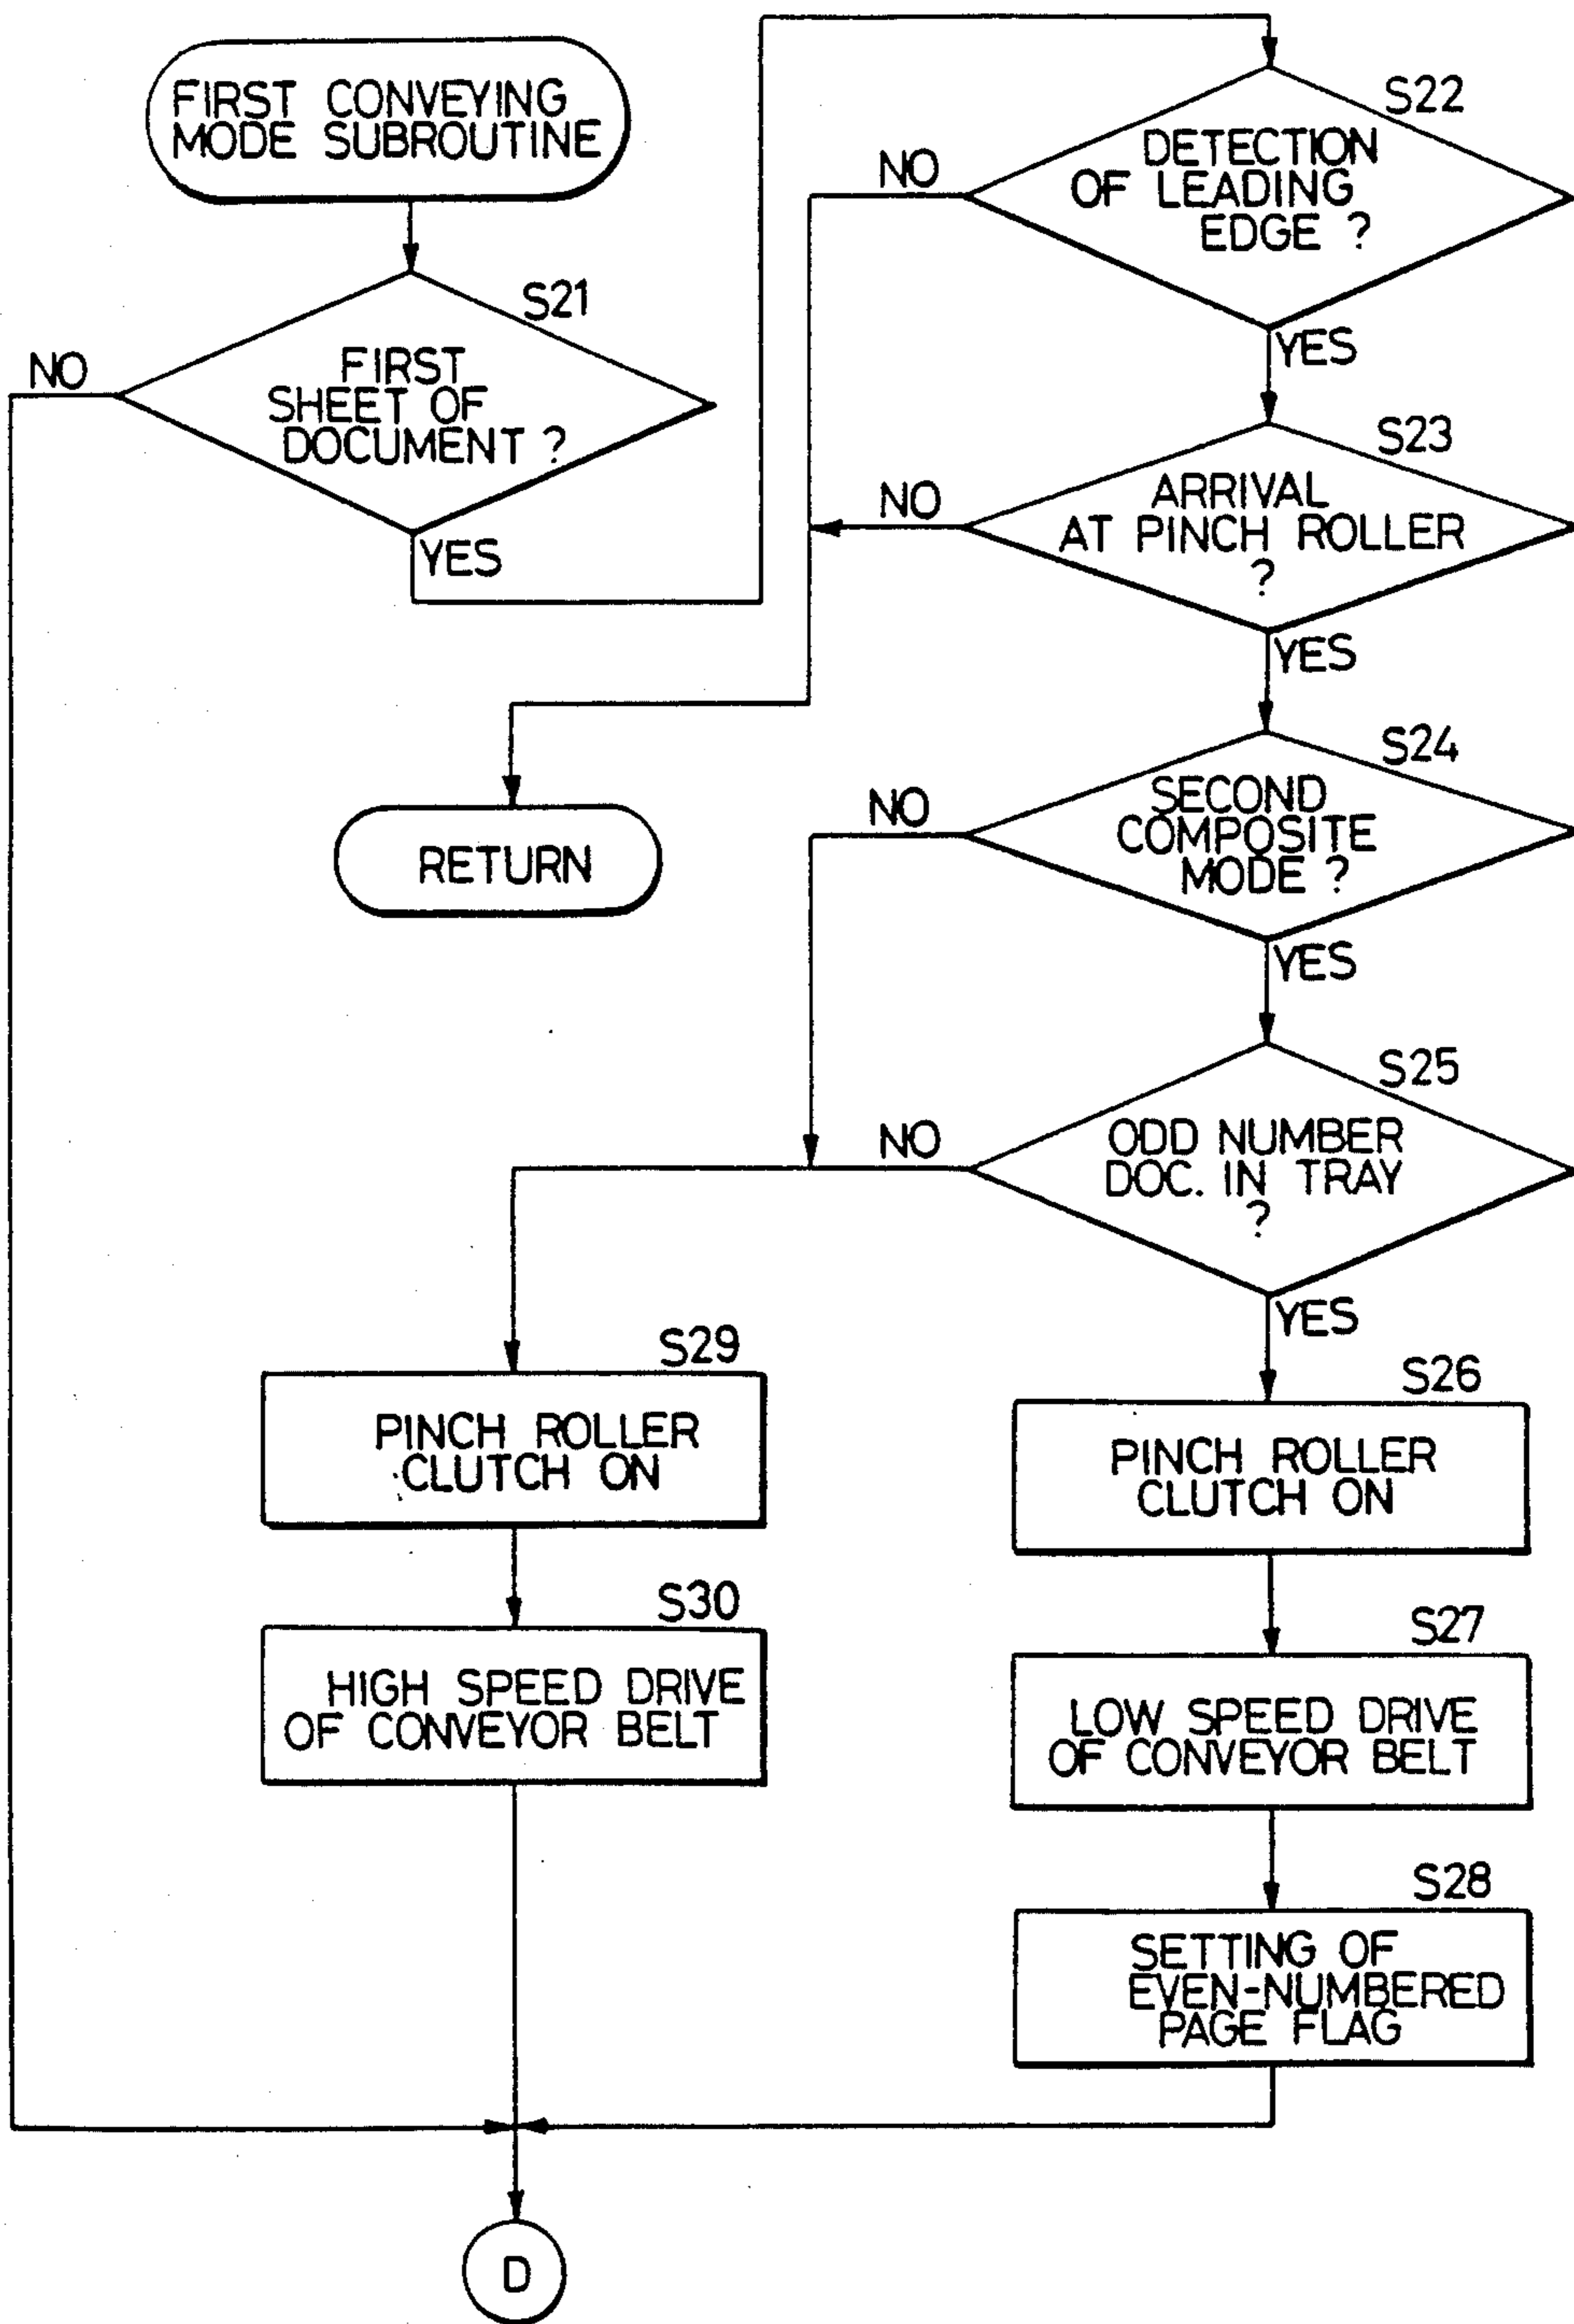 FIRST CONVEYING
MODE SUBROUTINE
S21
NO
FIRST
SHEET OF
DOCUMENT ?
YES
S22
NO
DETECTION
OF LEADING
EDGE ?
YES
S23
NO
ARRIVAL
AT PINCH ROLLER
?
YES
RETURN
S24
NO
SECOND
COMPOSITE
MODE ?
YES
S25
NO
ODD NUMBER
DOC. IN TRAY
?
YES
S29
PINCH ROLLER
CLUTCH ON
S30
HIGH SPEED DRIVE
OF CONVEYOR BELT
S26
PINCH ROLLER
CLUTCH ON
S27
LOW SPEED DRIVE
OF CONVEYOR BELT
S28
SETTING OF
EVEN-NUMBERED
PAGE FLAG
D